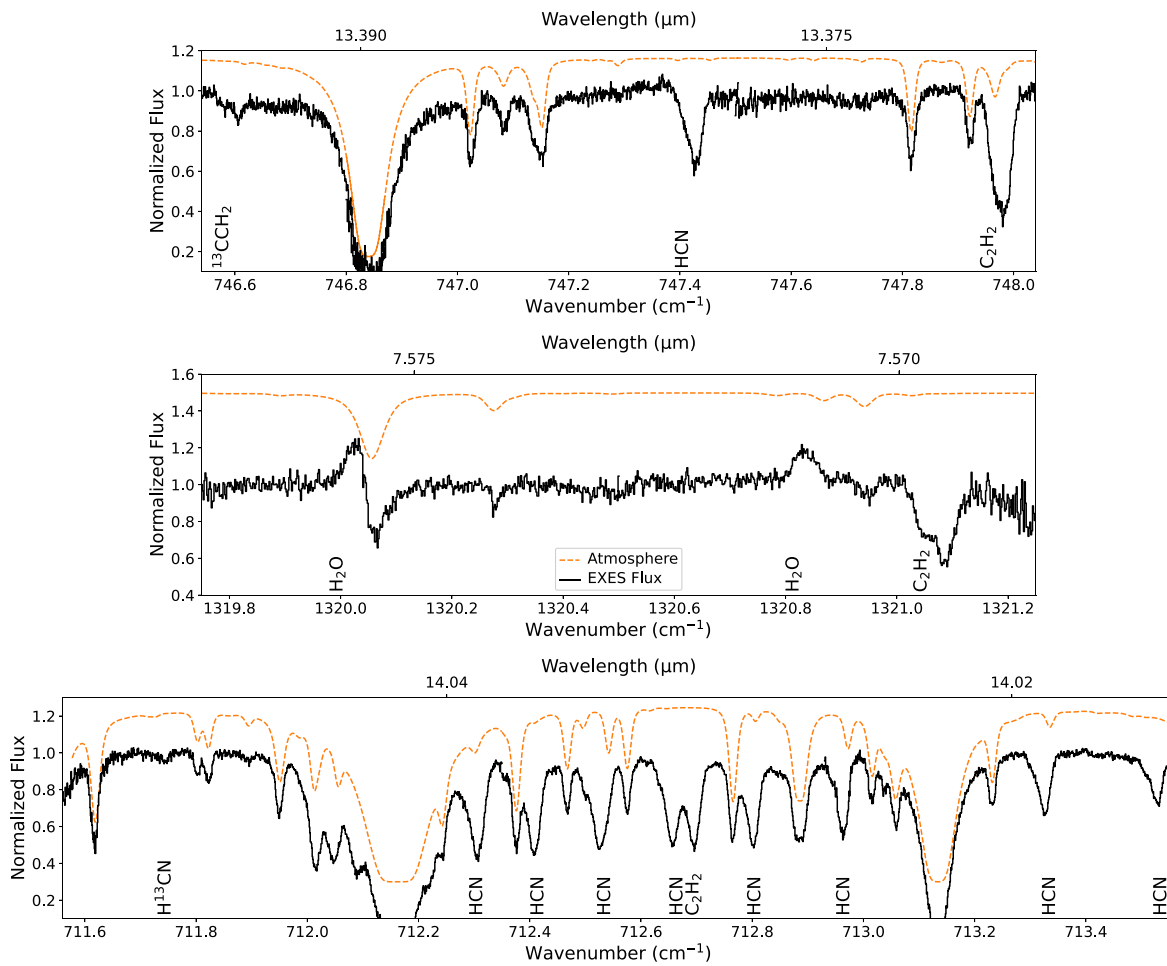 Wavelength (μm)
13.390 13.375
Normalized Flux
1.2
1.0
0.8
0.6
0.4
0.2
¹³CCH₂
HCN
C₂H₂
746.6 746.8 747.0 747.2 747.4 747.6 747.8 748.0
Wavenumber (cm⁻¹)
Wavelength (μm)
7.575 7.570
Normalized Flux
1.6
1.4
1.2
1.0
0.8
0.6
0.4
H₂O
H₂O
C₂H₂
Atmosphere
EXES Flux
1319.8 1320.0 1320.2 1320.4 1320.6 1320.8 1321.0 1321.2
Wavenumber (cm⁻¹)
Wavelength (μm)
14.04 14.02
Normalized Flux
1.2
1.0
0.8
0.6
0.4
0.2
H¹³CN
HCN
HCN
HCN
HCN
C₂H₂
HCN
HCN
HCN
HCN
711.6 711.8 712.0 712.2 712.4 712.6 712.8 713.0 713.2 713.4
Wavenumber (cm⁻¹)